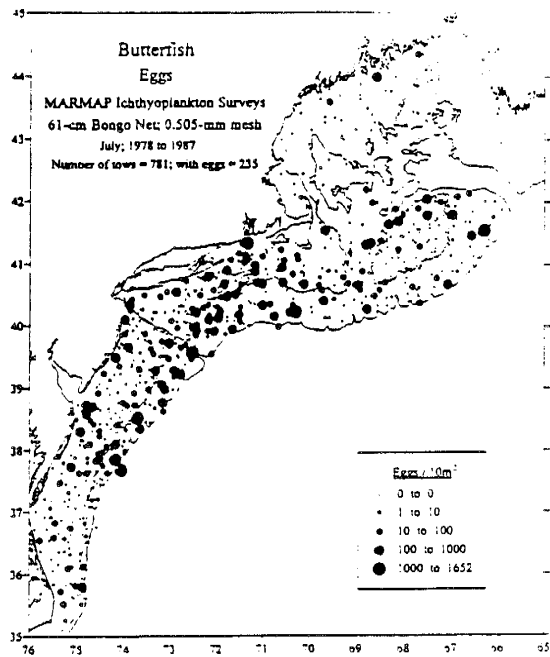 Butterfish
Eggs
MARMAP Ichthyoplankton Surveys
61-cm Bongo Net; 0.505-mm mesh
July; 1978 to 1987
Number of tows = 781; with eggs = 235
45
44
43
42
41
40
39
38
37
36
35
Eggs / 10m²
0 to 0
1 to 10
10 to 100
100 to 1000
1000 to 1652
76 75 74 73 72 71 70 69 68 67 66 65